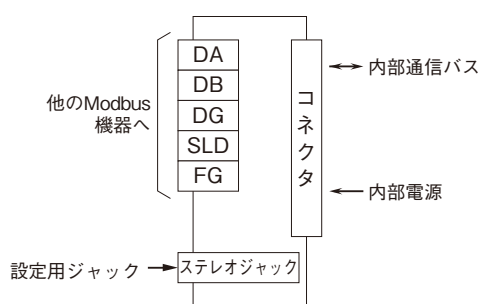 他のModbus
機器へ
DA
DB
DG
SLD
FG
コネクタ
内部通信バス
内部電源
設定用ジャック
ステレオジャック